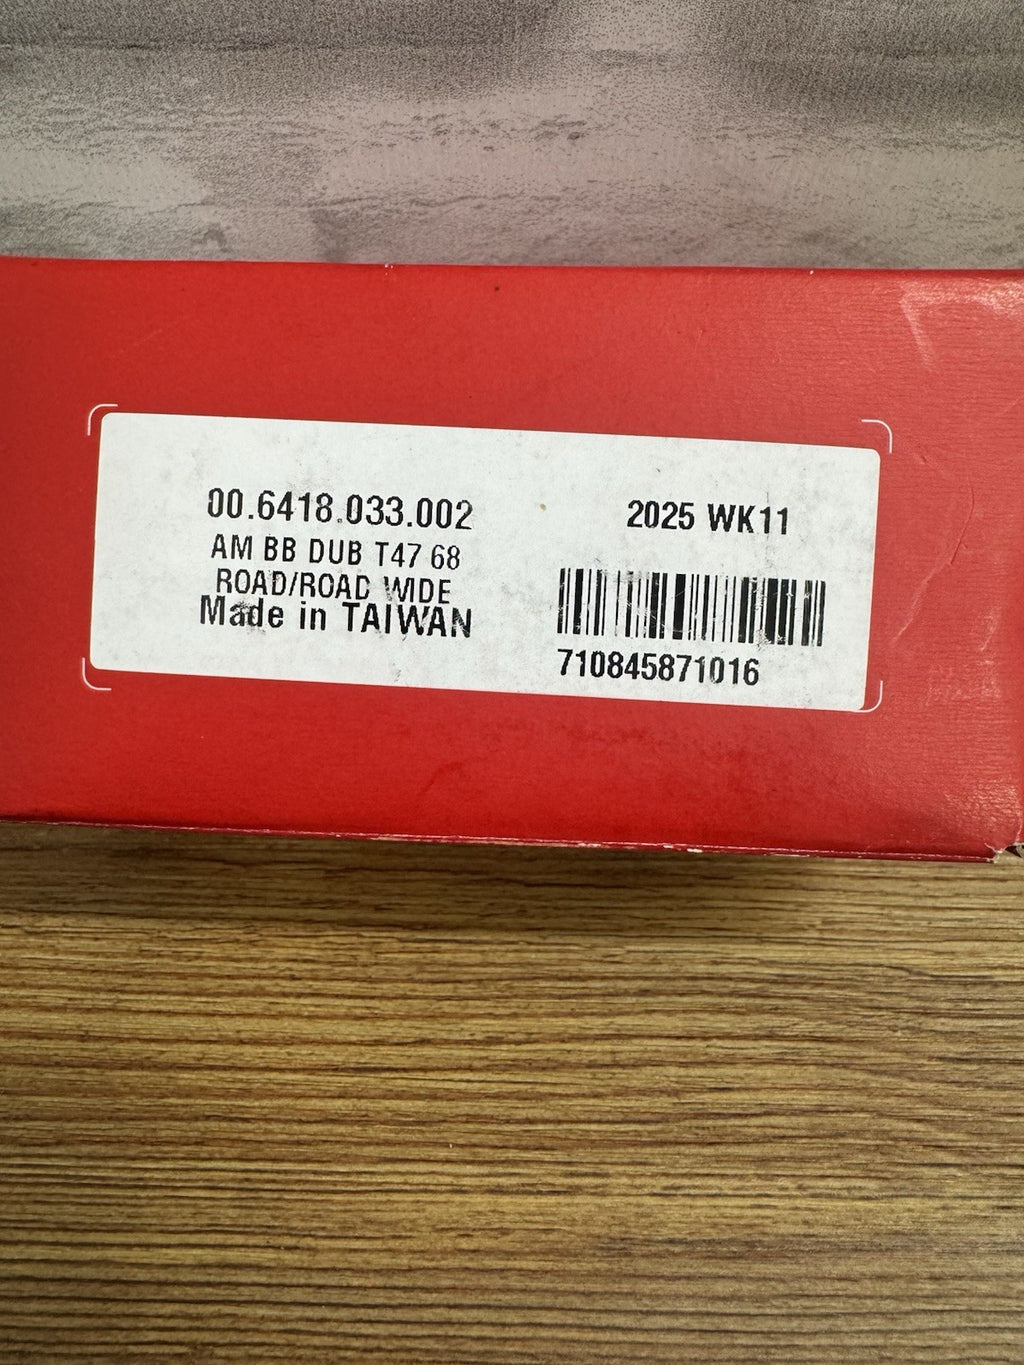 00.6418.033.002
AM BB DUB T47 68
ROAD/ROAD WIDE
Made in TAIWAN
2025 WK11
710845871016